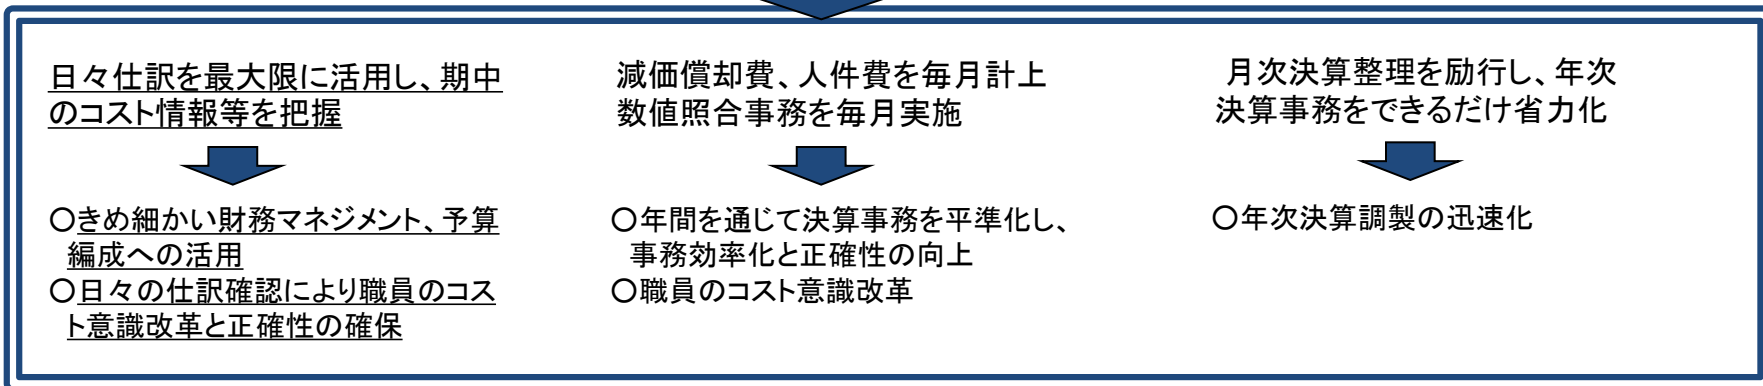 日々仕訳を最大限に活用し、期中
のコスト情報等を把握
○きめ細かい財務マネジメント、予算
編成への活用
○日々の仕訳確認により職員のコス
ト意識改革と正確性の確保
減価償却費、人件費を毎月計上
数値照合事務を毎月実施
○年間を通じて決算事務を平準化し、
事務効率化と正確性の向上
○職員のコスト意識改革
月次決算整理を励行し、年次
決算事務をできるだけ省力化
○年次決算調製の迅速化